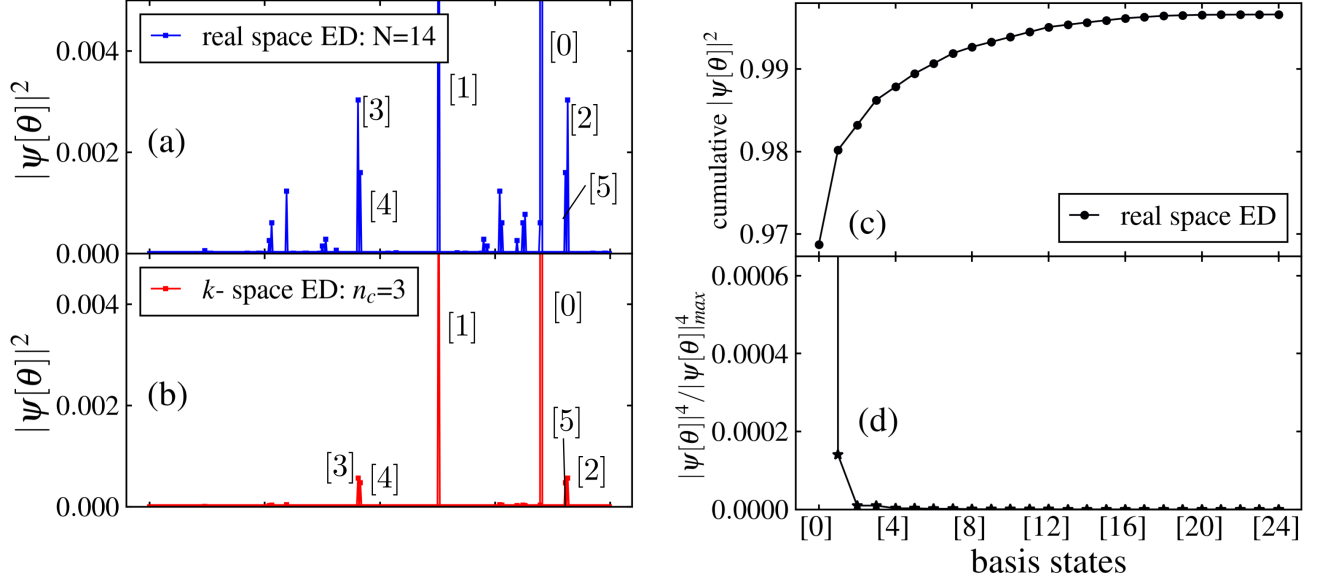 real space ED: N=14
|ψ[θ]|²
0.004
0.002
0.000
(a)
[3]
[4]
[1]
[0]
[2]
[5]
k- space ED: n_c=3
|ψ[θ]|²
0.004
0.002
0.000
(b)
[3]
[4]
[1]
[0]
[5]
[2]
cumulative |ψ[θ]|²
0.99
0.98
0.97
(c)
real space ED
|ψ[θ]|⁴/|ψ[θ]|⁴_max
0.0006
0.0004
0.0002
0.0000
(d)
[0] [4] [8] [12] [16] [20] [24]
basis states